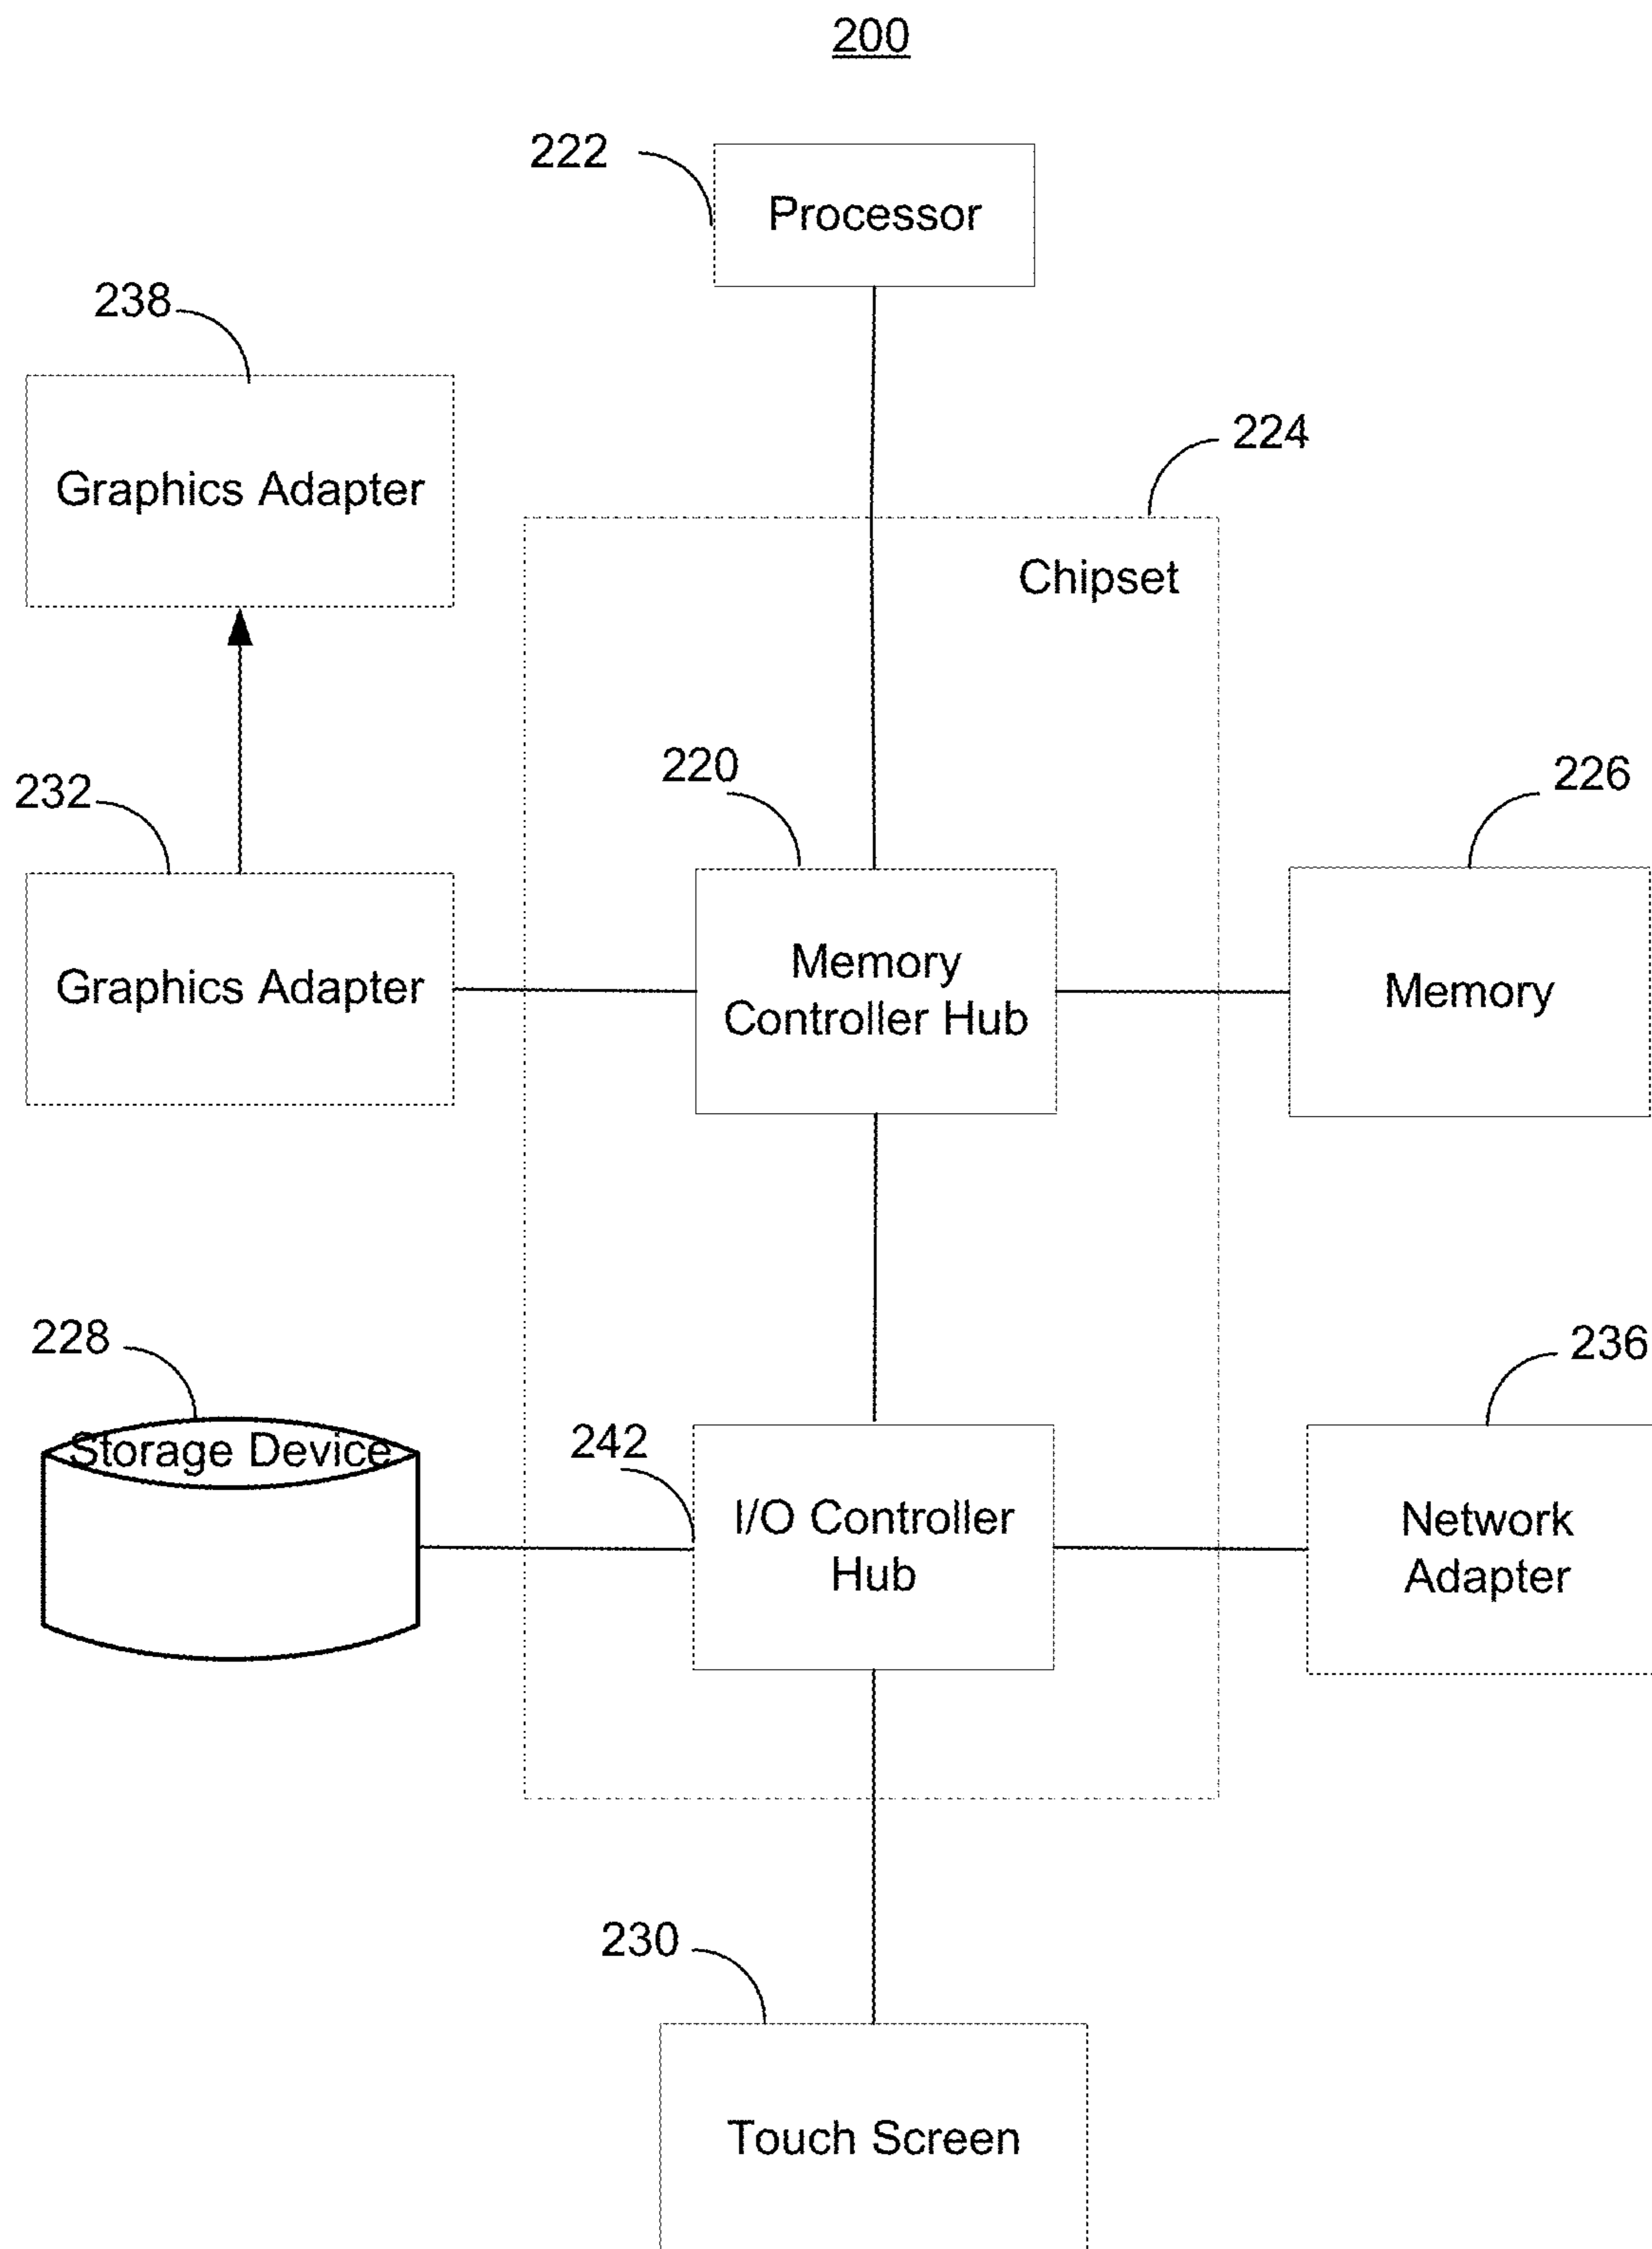 200
222
Processor
238
Graphics Adapter
224
Chipset
232
Graphics Adapter
220
Memory
Controller Hub
226
Memory
228
Storage Device
242
I/O Controller
Hub
236
Network
Adapter
230
Touch Screen